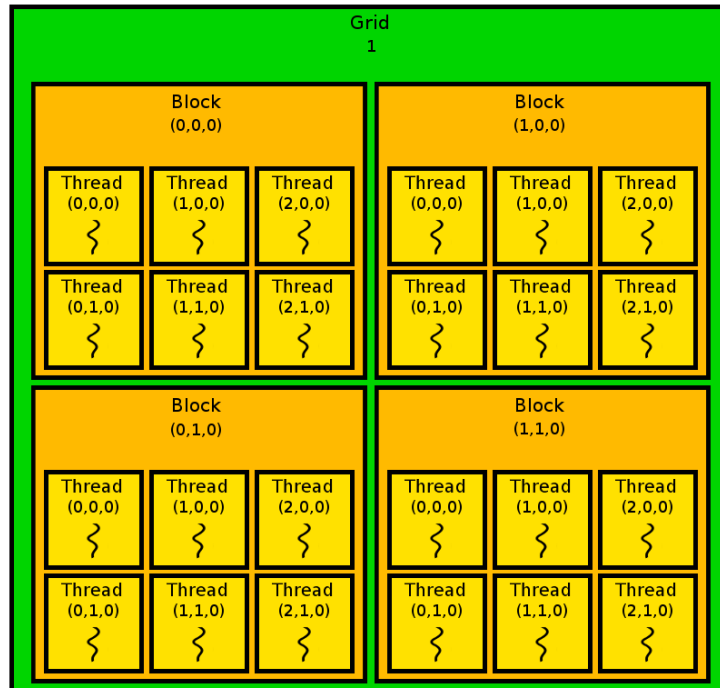 Grid
1
Block
(0,0,0)
Thread
(0,0,0)
Thread
(1,0,0)
Thread
(2,0,0)
Thread
(0,1,0)
Thread
(1,1,0)
Thread
(2,1,0)
Block
(1,0,0)
Thread
(0,0,0)
Thread
(1,0,0)
Thread
(2,0,0)
Thread
(0,1,0)
Thread
(1,1,0)
Thread
(2,1,0)
Block
(0,1,0)
Thread
(0,0,0)
Thread
(1,0,0)
Thread
(2,0,0)
Thread
(0,1,0)
Thread
(1,1,0)
Thread
(2,1,0)
Block
(1,1,0)
Thread
(0,0,0)
Thread
(1,0,0)
Thread
(2,0,0)
Thread
(0,1,0)
Thread
(1,1,0)
Thread
(2,1,0)